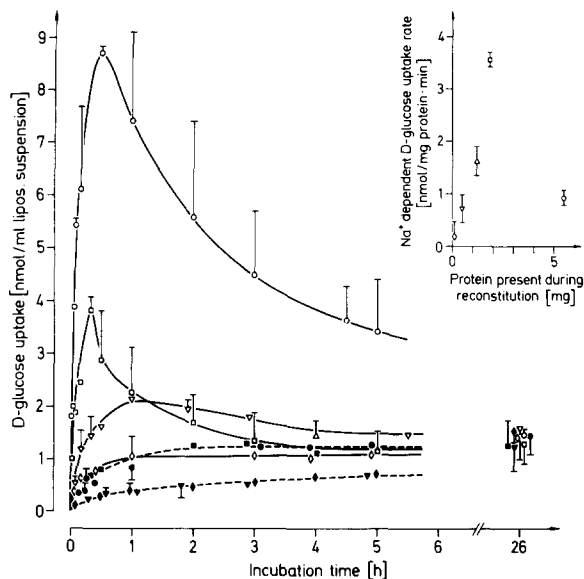 D-glucose uptake [nmol/ml lipos. suspension]
9
8
7
6
5
4
3
2
1
0
0 1 2 3 4 5 6 26
Incubation time [h]
Na⁺ dependent D-glucose uptake rate
[nmol/mg protein·min]
4
3
2
1
0
0 5
Protein present during
reconstitution [mg]